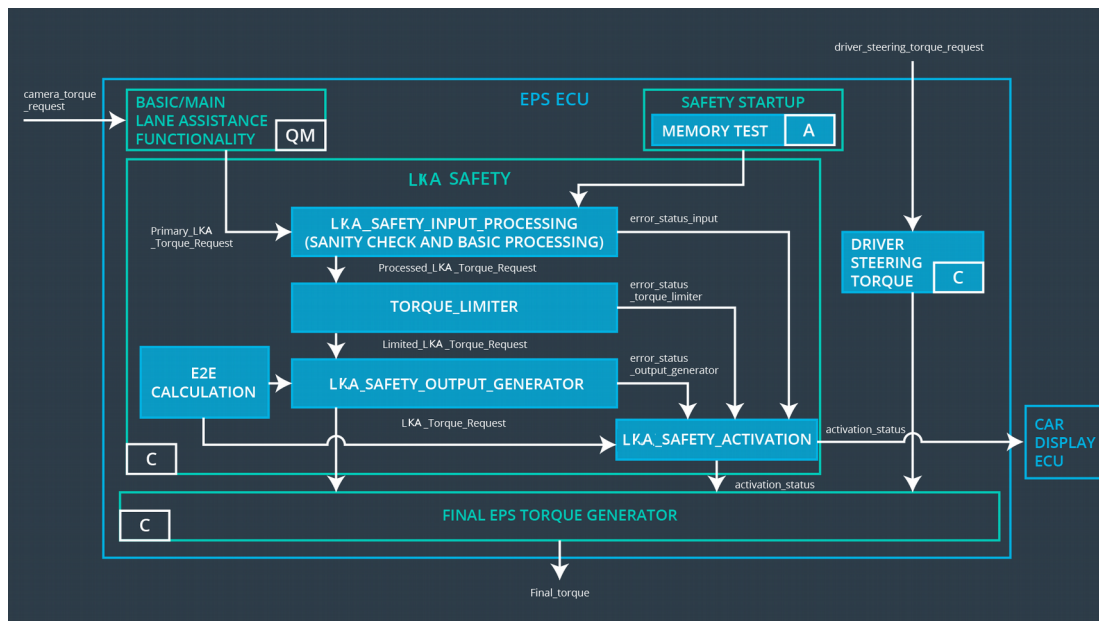 driver_steering_torque_request
camera_torque
_request
BASIC/MAIN
LANE ASSISTANCE
FUNCTIONALITY
QM
EPS ECU
SAFETY STARTUP
MEMORY TEST
A
LKA SAFETY
Primary_LKA
_Torque_Request
LKA_SAFETY_INPUT_PROCESSING
(SANITY CHECK AND BASIC PROCESSING)
error_status_input
DRIVER
STEERING
TORQUE
C
Processed_LKA_Torque_Request
TORQUE_LIMITER
error_status
_torque_limiter
Limited_LKA_Torque_Request
E2E
CALCULATION
LKA_SAFETY_OUTPUT_GENERATOR
error_status
_output_generator
LKA_Torque_Request
LKA_SAFETY_ACTIVATION
activation_status
CAR
DISPLAY
ECU
C
activation_status
C
FINAL EPS TORQUE GENERATOR
Final_torque